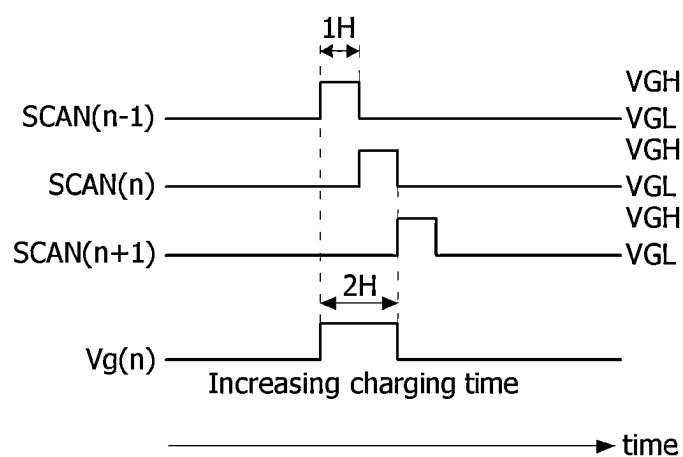 1H
VGH
SCAN(n-1)
VGL
VGH
SCAN(n)
VGL
VGH
SCAN(n+1)
VGL
2H
Vg(n)
Increasing charging time
time